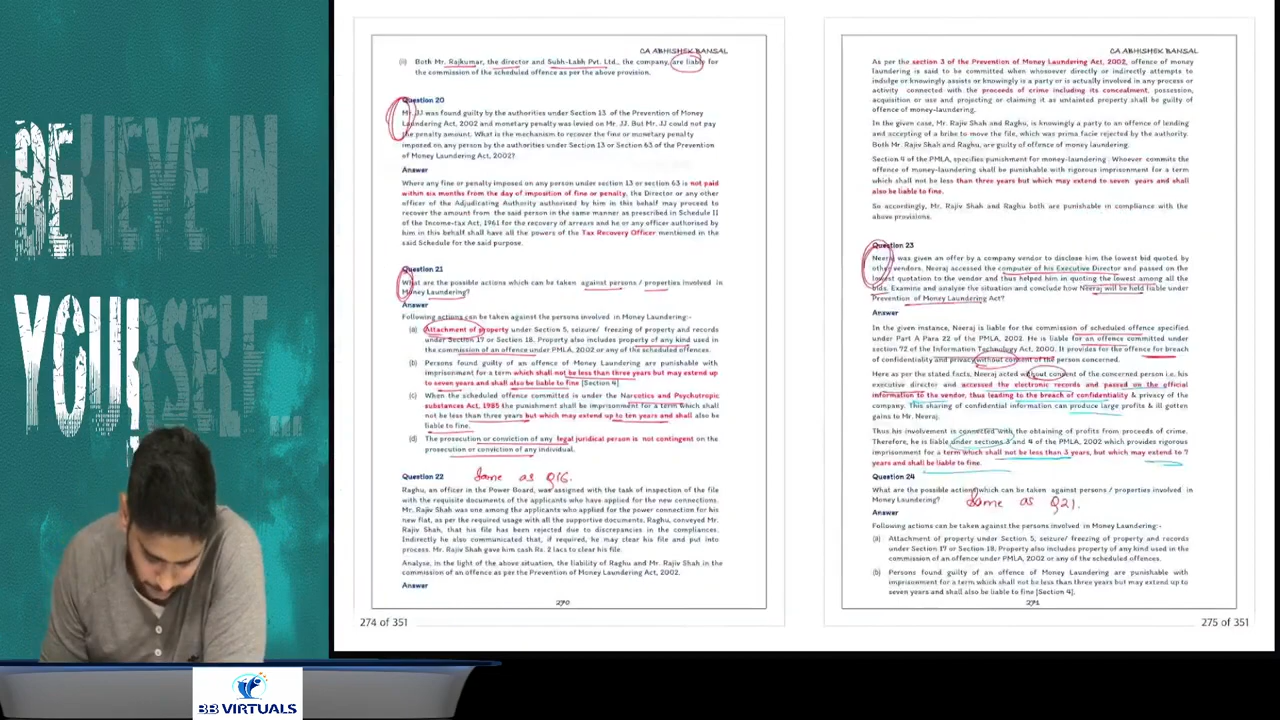 BELIEVE IN
YOUR
CA ABHISHEK BANSAL
(ii) Both Mr. Rajkumar, the director and Subh-Labh Pvt. Ltd., the company, are liable for
the commission of the scheduled offence as per the above provision.
Question 20
Mr. JJ was found guilty by the authorities under Section 13 of the Prevention of Money
Laundering Act, 2002 and monetary penalty was levied on Mr. JJ. But Mr. JJ could not pay
the penalty amount. What is the mechanism to recover the fine or monetary penalty
imposed on any person by the authorities under Section 13 or Section 63 of the Prevention
of Money Laundering Act, 2002?
Answer
Where any fine or penalty imposed on any person under section 13 or section 63 is not paid
within six months from the day of imposition of fine or penalty, the Director or any other
officer of the Adjudicating Authority authorised by him in this behalf may proceed to
recover the amount from the said person in the same manner as prescribed in Schedule II
of the Income-tax Act, 1961 for the recovery of arrears and he or any officer authorised by
him in this behalf shall have all the powers of the Tax Recovery Officer mentioned in the
said Schedule for the said purpose.
Question 21
What are the possible actions which can be taken against persons / properties involved in
Money Laundering?
Answer
Following actions can be taken against the persons involved in Money Laundering:-
(a) Attachment of property under Section 5, seizure/ freezing of property and records
under Section 17 or Section 18. Property also includes property of any kind used in
the commission of an offence under PMLA, 2002 or any of the scheduled offences.
(b) Persons found guilty of an offence of Money Laundering are punishable with
imprisonment for a term which shall not be less than three years but may extend up
to seven years and shall also be liable to fine [Section 4]
(c) When the scheduled offence committed is under the Narcotics and Psychotropic
substances Act, 1985 the punishment shall be imprisonment for a term which shall
not be less than three years but which may extend up to ten years and shall also be
liable to fine.
(d) The prosecution or conviction of any legal juridical person is not contingent on the
prosecution or conviction of any individual.
Question 22 Same as Q16.
Raghu, an officer in the Power Board, was assigned with the task of inspection of the file
with the requisite documents of the applicants who have applied for the new connections.
Mr. Rajiv Shah was one among the applicants who applied for the power connection for his
new flat, as per the required usage with all the supportive documents. Raghu, conveyed Mr.
Rajiv Shah, that his file has been rejected due to discrepancies in the compliances.
Indirectly he also communicated that, if required, he may clear his file and put into
process. Mr. Rajiv Shah gave him cash Rs. 2 lacs to clear his file.
Analyse, in the light of the above situation, the liability of Raghu and Mr. Rajiv Shah in the
commission of an offence as per the Prevention of Money Laundering Act, 2002.
Answer
270
274 of 351
CA ABHISHEK BANSAL
As per the section 3 of the Prevention of Money Laundering Act, 2002, offence of money
laundering is said to be committed when whosoever directly or indirectly attempts to
indulge or knowingly assists or knowingly is a party or is actually involved in any process or
activity connected with the proceeds of crime including its concealment, possession,
acquisition or use and projecting or claiming it as untainted property shall be guilty of
offence of money-laundering.
In the given case, Mr. Rajiv Shah and Raghu, is knowingly a party to an offence of lending
and accepting of a bribe to move the file, which was prima facie rejected by the authority.
Both Mr. Rajiv Shah and Raghu, are guilty of offence of money laundering.
Section 4 of the PMLA, specifies punishment for money-laundering . Whoever commits the
offence of money laundering shall be punishable with rigorous imprisonment for a term
which shall not be less than three years but which may extend to seven years and shall
also be liable to fine.
So accordingly, Mr. Rajiv Shah and Raghu both are punishable in compliance with the
above provisions.
Question 23
Neeraj was given an offer by a company vendor to disclose him the lowest bid quoted by
other vendors. Neeraj accessed the computer of his Executive Director and passed on the
lowest quotation to the vendor and thus helped him in quoting the lowest among all the
bids. Examine and analyse the situation and conclude how Neeraj will be held liable under
Prevention of Money Laundering Act?
Answer
In the given instance, Neeraj is liable for the commission of scheduled offence specified
under Part A Para 22 of the PMLA, 2002. He is liable for an offence committed under
section 72 of the Information Technology Act, 2000. It provides for the offence for breach
of confidentiality and privacy without consent of the person concerned.
Here as per the stated facts, Neeraj acted without consent of the concerned person i.e. his
executive director and accessed the electronic records and passed on the official
information to the vendor, thus leading to the breach of confidentiality & privacy of the
company. This sharing of confidential information can produce large profits & ill gotten
gains to Mr. Neeraj.
Thus his involvement is connected with the obtaining of profits from proceeds of crime.
Therefore, he is liable under sections 3 and 4 of the PMLA, 2002 which provides rigorous
imprisonment for a term which shall not be less than 3 years, but which may extend to 7
years and shall be liable to fine.
Question 24
What are the possible actions which can be taken against persons / properties involved in
Money Laundering? Same as Q21.
Answer
Following actions can be taken against the persons involved in Money Laundering:-
(a) Attachment of property under Section 5, seizure/ freezing of property and records
under Section 17 or Section 18. Property also includes property of any kind used in the
commission of an offence under PMLA, 2002 or any of the scheduled offences.
(b) Persons found guilty of an offence of Money Laundering are punishable with
imprisonment for a term which shall not be less than three years but may extend up to
seven years and shall also be liable to fine [Section 4].
271
275 of 351
BB VIRTUALS